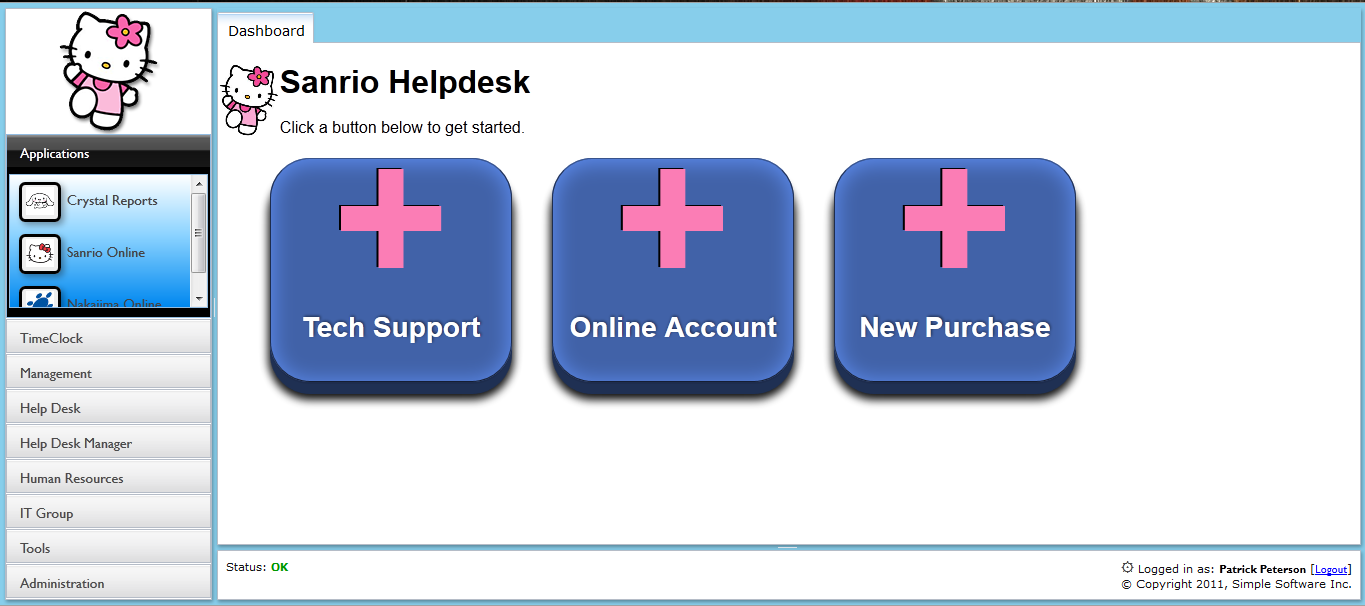 Dashboard
Sanrio Helpdesk
Click a button below to get started.
Applications
Crystal Reports
Sanrio Online
Nakajima Online
TimeClock
Management
Help Desk
Help Desk Manager
Human Resources
IT Group
Tools
Administration
Tech Support
Online Account
New Purchase
Status: OK
Logged in as: Patrick Peterson [Logout]
© Copyright 2011, Simple Software Inc.